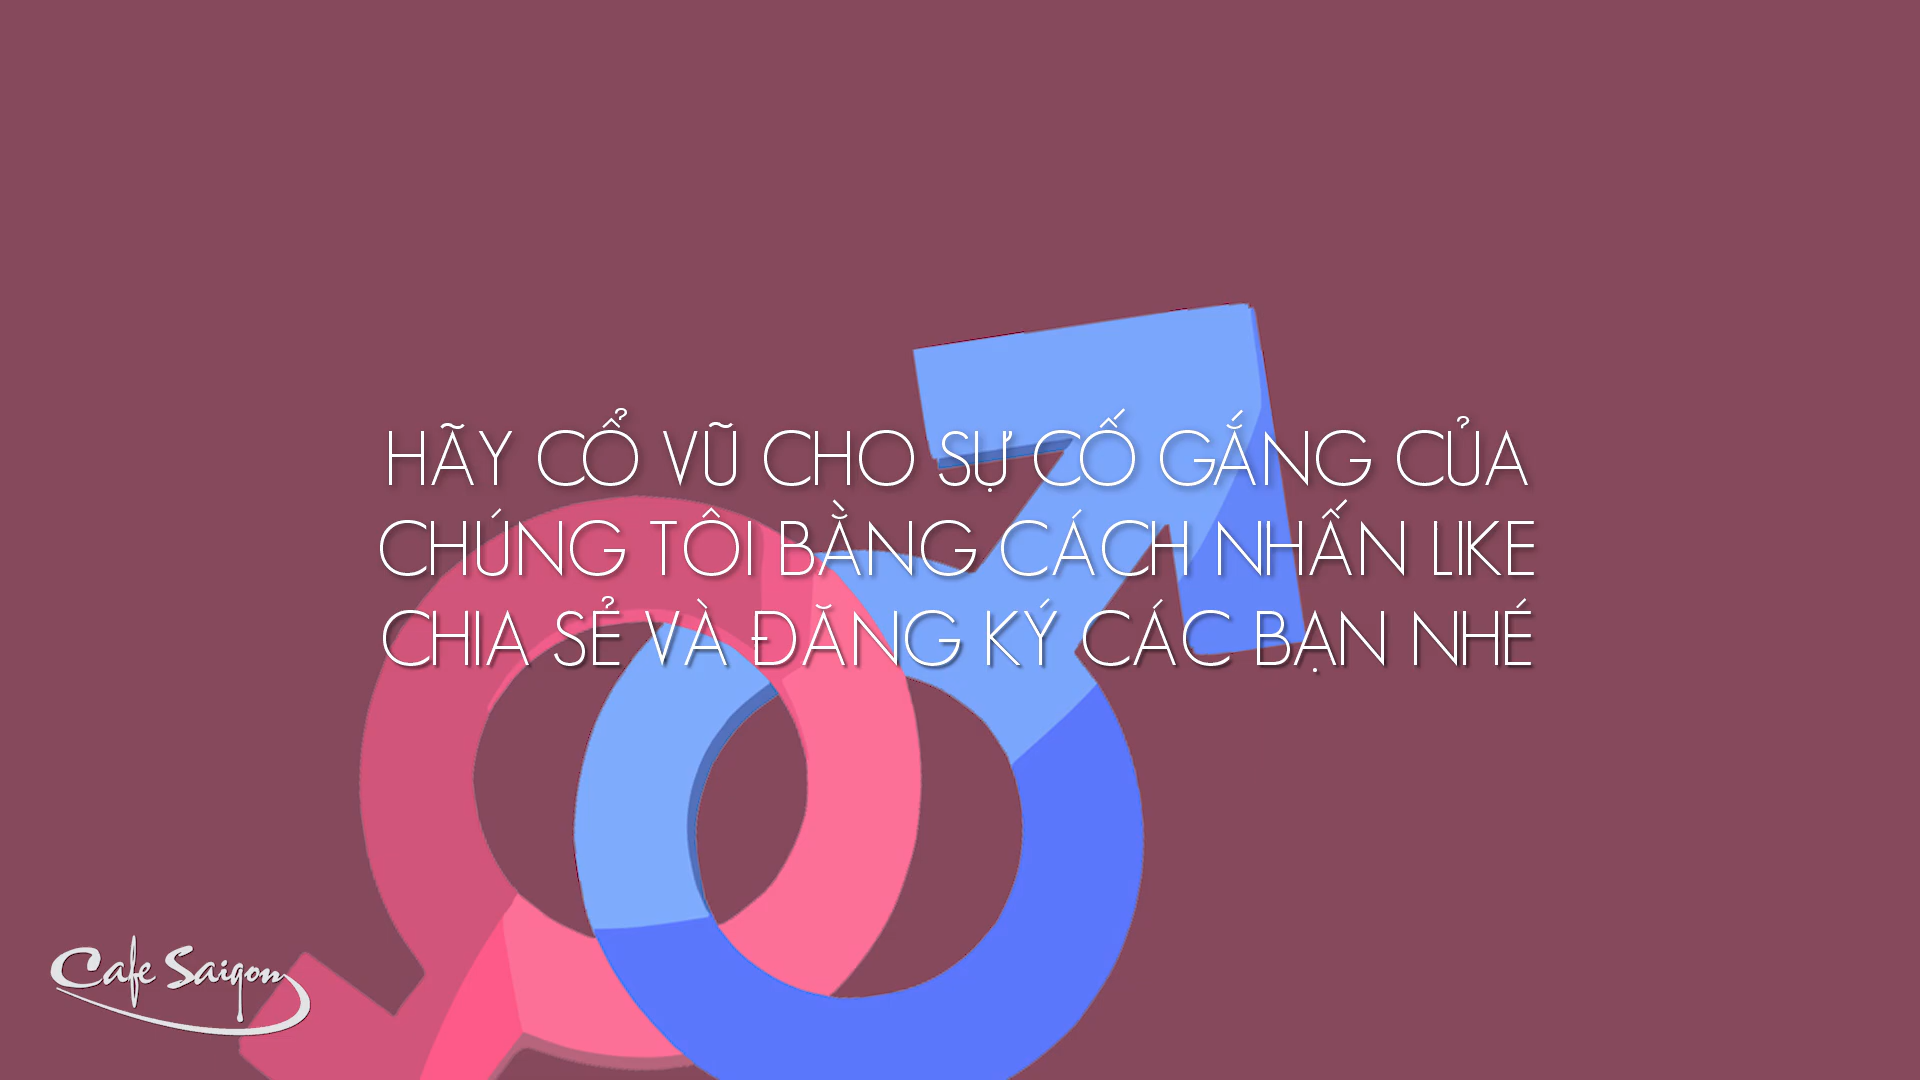 HÃY CỔ VŨ CHO SỰ CỐ GẮNG CỦA
CHÚNG TÔI BẰNG CÁCH NHẤN LIKE
CHIA SẺ VÀ ĐĂNG KÝ CÁC BẠN NHÉ
Cafe Saigon